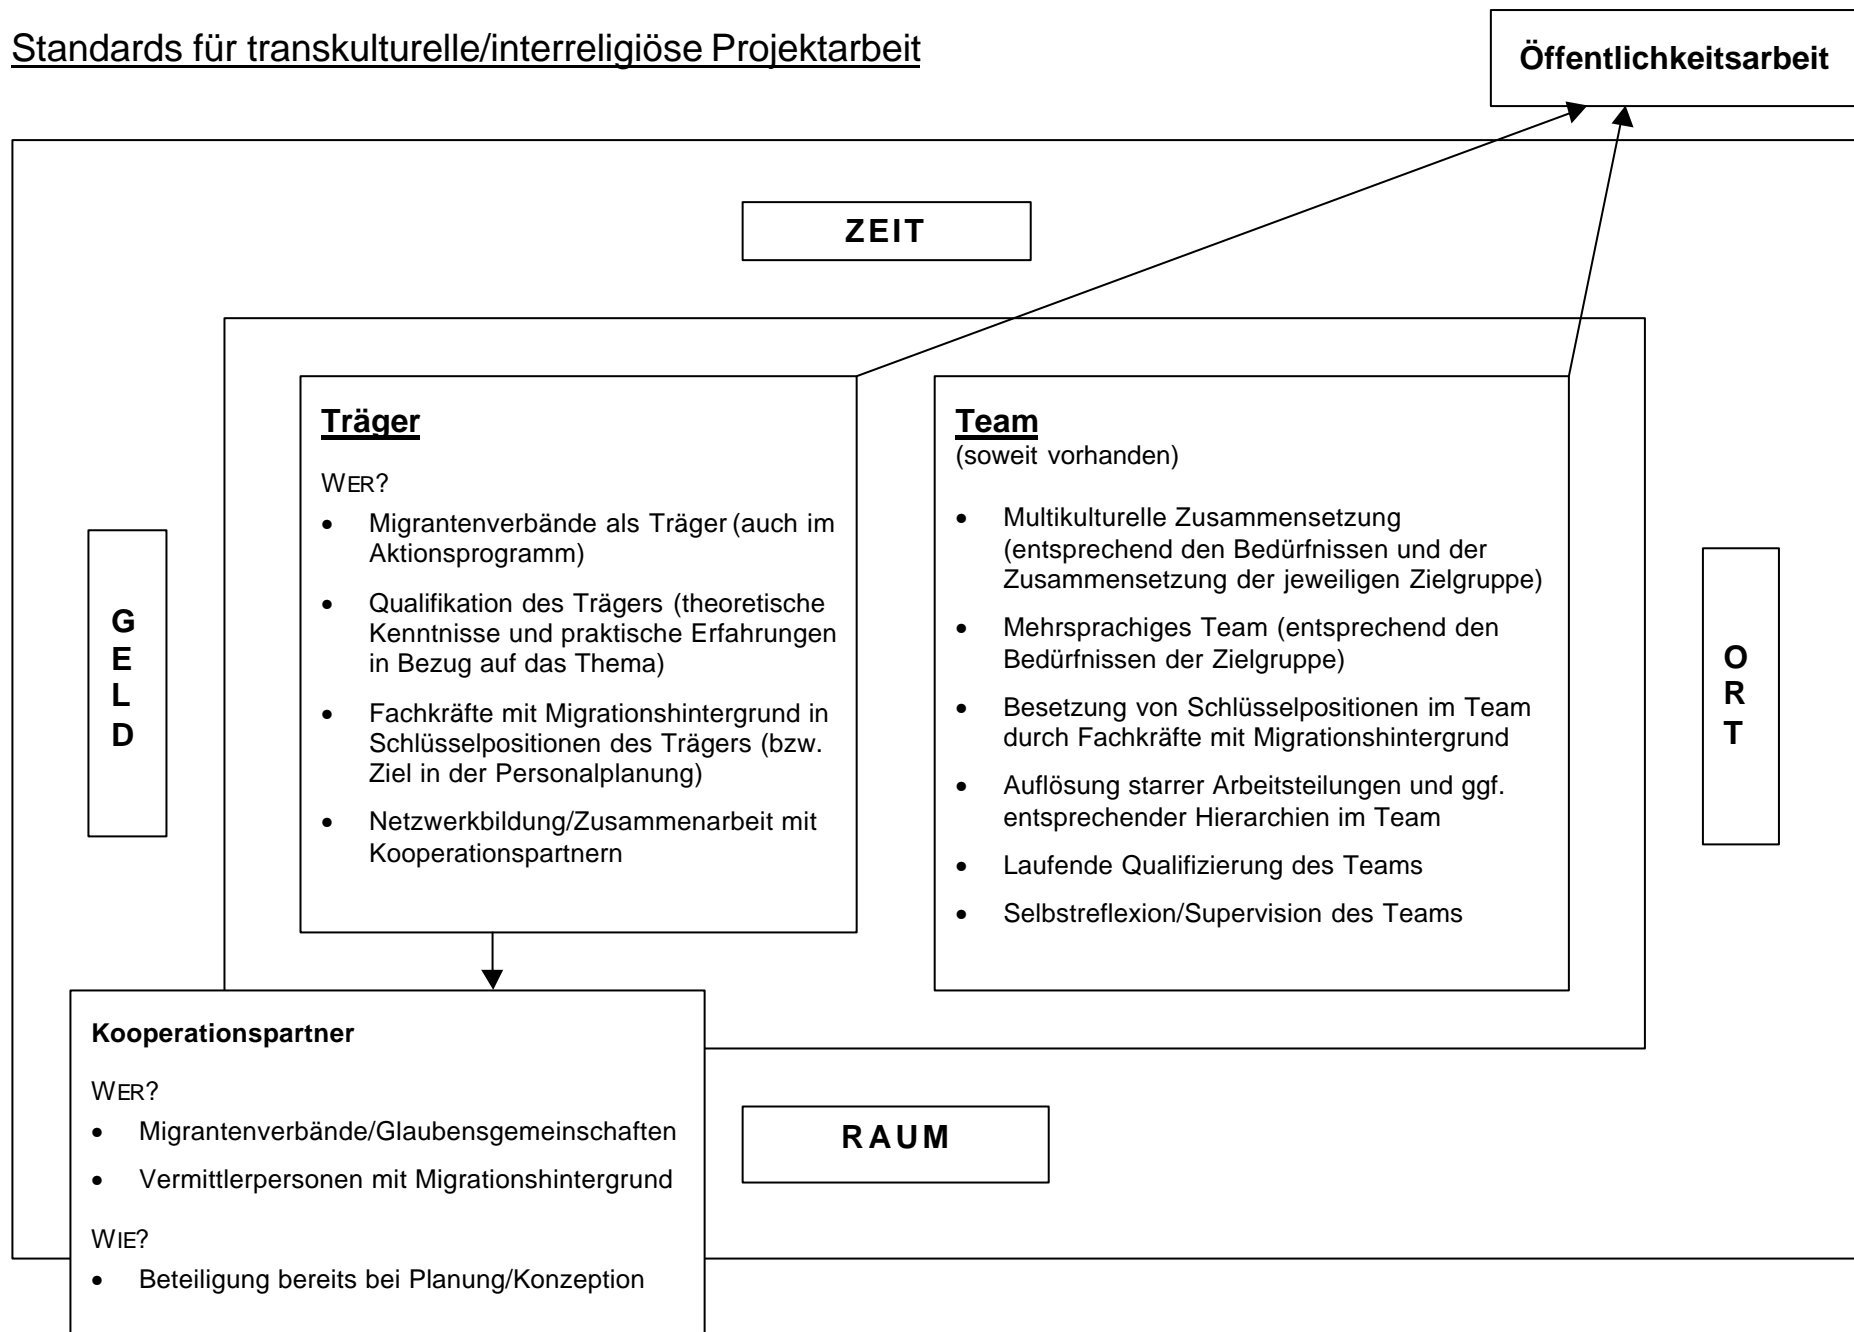 Standards für transkulturelle/interreligiöse Projektarbeit
Öffentlichkeitsarbeit
ZEIT
G
E
L
D
Träger
WER?
• Migrantenverbände als Träger (auch im
Aktionsprogramm)
• Qualifikation des Trägers (theoretische
Kenntnisse und praktische Erfahrungen
in Bezug auf das Thema)
• Fachkräfte mit Migrationshintergrund in
Schlüsselpositionen des Trägers (bzw.
Ziel in der Personalplanung)
• Netzwerkbildung/Zusammenarbeit mit
Kooperationspartnern
Team
(soweit vorhanden)
• Multikulturelle Zusammensetzung
(entsprechend den Bedürfnissen und der
Zusammensetzung der jeweiligen Zielgruppe)
• Mehrsprachiges Team (entsprechend den
Bedürfnissen der Zielgruppe)
• Besetzung von Schlüsselpositionen im Team
durch Fachkräfte mit Migrationshintergrund
• Auflösung starrer Arbeitsteilungen und ggf.
entsprechender Hierarchien im Team
• Laufende Qualifizierung des Teams
• Selbstreflexion/Supervision des Teams
O
R
T
Kooperationspartner
WER?
• Migrantenverbände/Glaubensgemeinschaften
• Vermittlerpersonen mit Migrationshintergrund
WIE?
• Beteiligung bereits bei Planung/Konzeption
RAUM